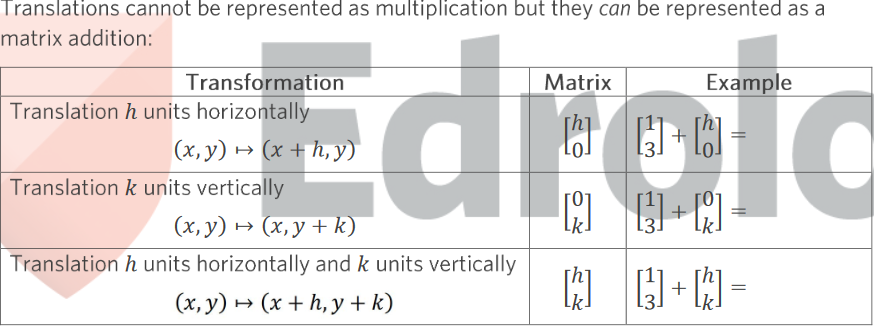 Translations cannot be represented as multiplication but they can be represented as a
matrix addition:
Transformation Matrix Example
Translation h units horizontally
(x, y) ↦ (x + h, y) [h 0] [1 3] + [h 0] =
Translation k units vertically
(x, y) ↦ (x, y + k) [0 k] [1 3] + [0 k] =
Translation h units horizontally and k units vertically
(x, y) ↦ (x + h, y + k) [h k] [1 3] + [h k] =
Edrolo